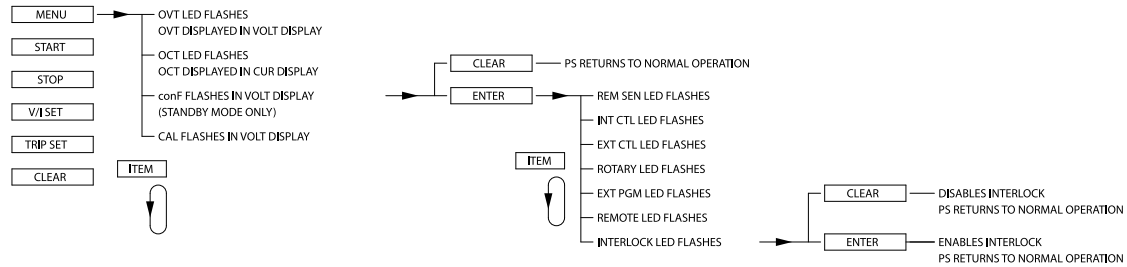 MENU
START
STOP
V/I SET
TRIP SET
CLEAR
OVT LED FLASHES
OVT DISPLAYED IN VOLT DISPLAY
OCT LED FLASHES
OCT DISPLAYED IN CUR DISPLAY
conF FLASHES IN VOLT DISPLAY
(STANDBY MODE ONLY)
CAL FLASHES IN VOLT DISPLAY
ITEM
CLEAR
PS RETURNS TO NORMAL OPERATION
ENTER
REM SEN LED FLASHES
INT CTL LED FLASHES
EXT CTL LED FLASHES
ROTARY LED FLASHES
EXT PGM LED FLASHES
REMOTE LED FLASHES
INTERLOCK LED FLASHES
ITEM
CLEAR
DISABLES INTERLOCK
PS RETURNS TO NORMAL OPERATION
ENTER
ENABLES INTERLOCK
PS RETURNS TO NORMAL OPERATION